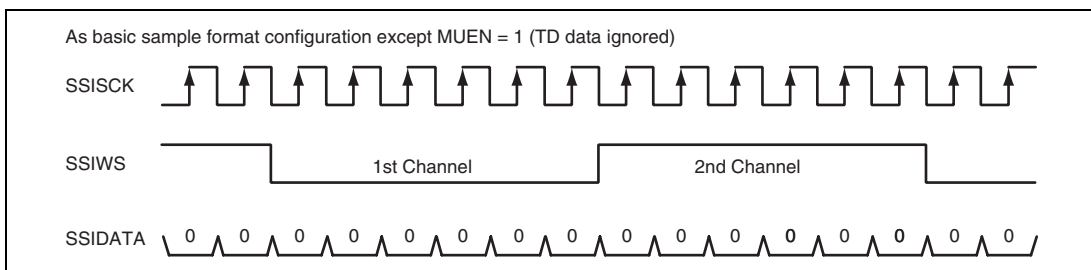 As basic sample format configuration except MUEN = 1 (TD data ignored)
SSISCK
SSIWS 1st Channel 2nd Channel
SSIDATA 0 0 0 0 0 0 0 0 0 0 0 0 0 0 0 0